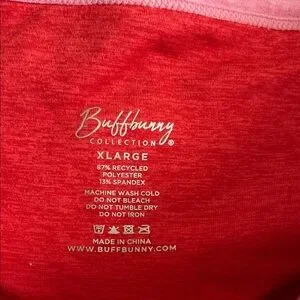 Buffbunny
COLLECTION ®
XLARGE
87% RECYCLED
POLYESTER
13% SPANDEX
MACHINE WASH COLD
DO NOT BLEACH
DO NOT TUMBLE DRY
DO NOT IRON
MADE IN CHINA
WWW.BUFFBUNNY.COM